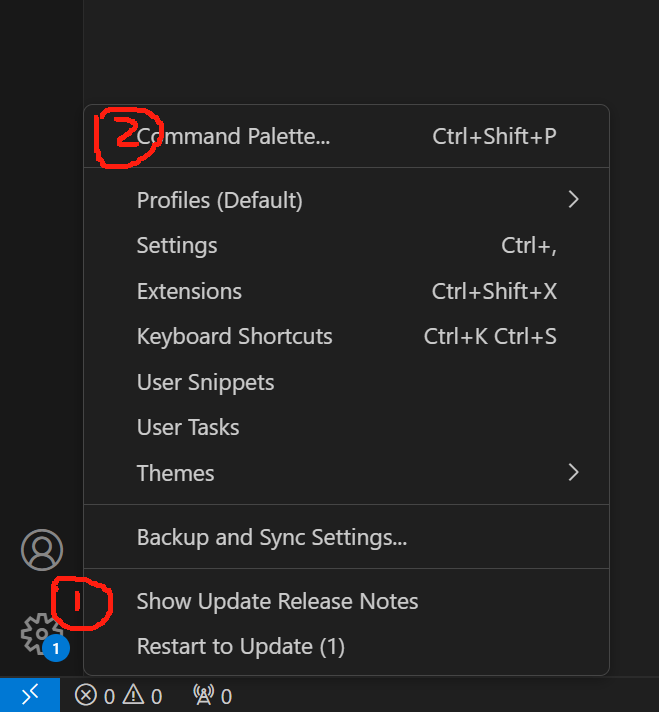 2 Command Palette... Ctrl+Shift+P
Profiles (Default)
Settings Ctrl+,
Extensions Ctrl+Shift+X
Keyboard Shortcuts Ctrl+K Ctrl+S
User Snippets
User Tasks
Themes
Backup and Sync Settings...
1 Show Update Release Notes
1 Restart to Update (1)
0 0 0